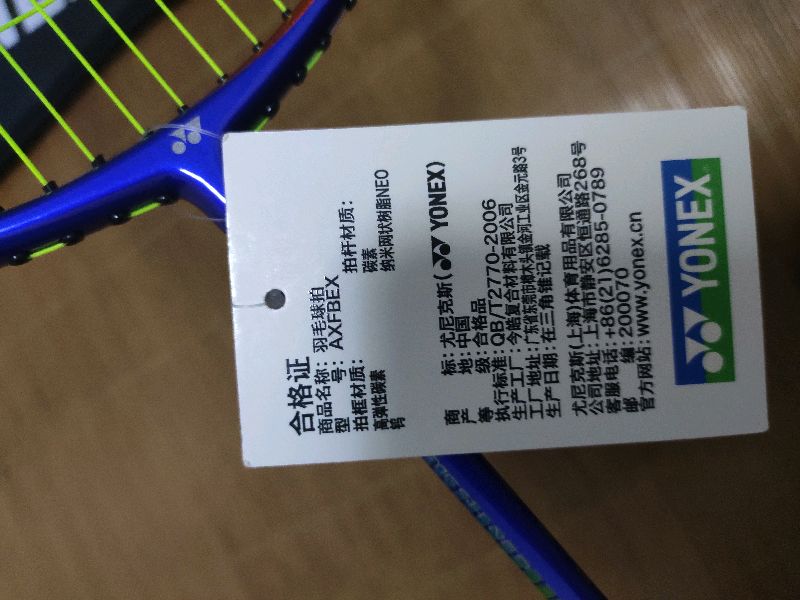 合格证
商品名称：羽毛球拍
型 号：AXFBEX
拍框材质： 拍杆材质：
高弹性碳素 碳素
钨 纳米网状树脂NEO
商 标：尤尼克斯(YONEX)
产 地：中国
等 级：合格品
执行标准：QB/T2770-2006
生产工厂：今皓复合材料有限公司
工厂地址：广东省东莞市樟木头镇金河工业区金元路3号
生产日期：在三角锥记载
尤尼克斯(上海)体育用品有限公司
公司地址：上海市静安区恒通路268号
客服电话：+86(21)6285-0789
邮 编：200070
官方网站：www.yonex.cn
YONEX